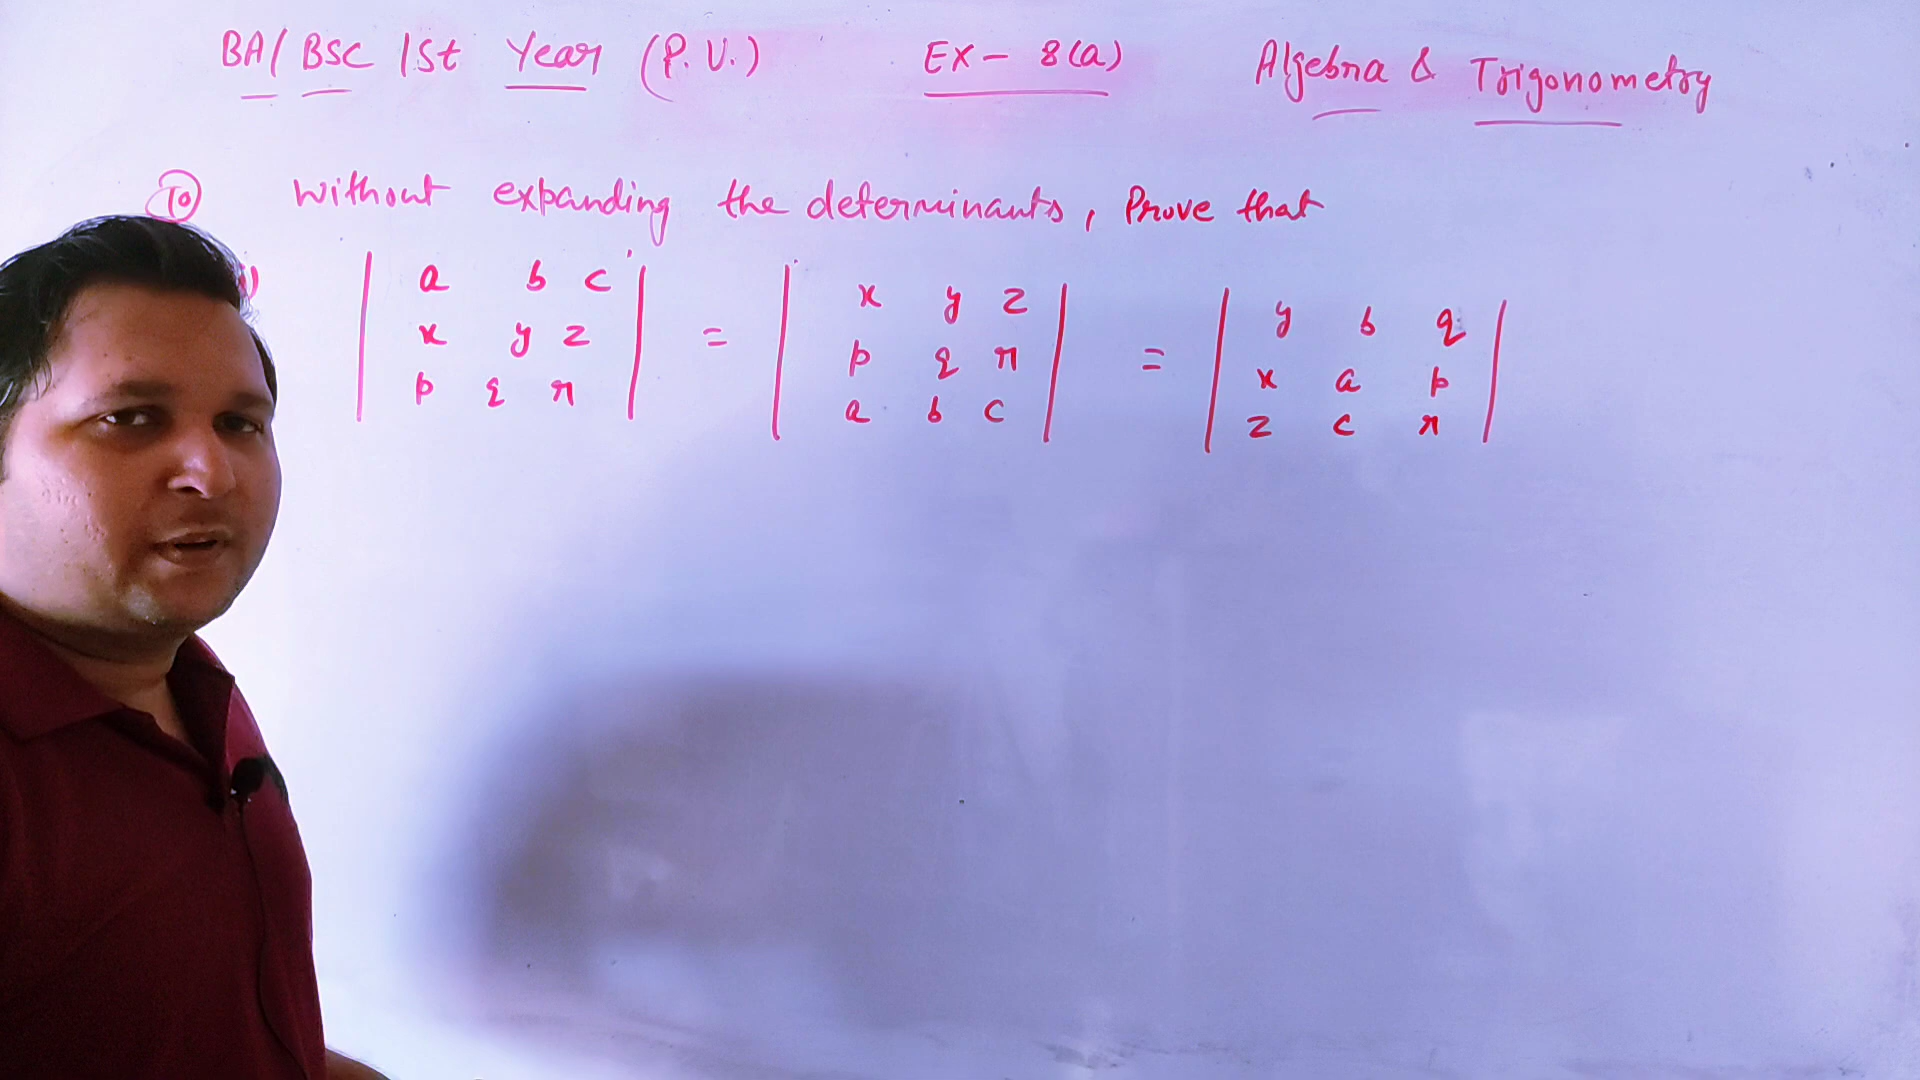 BA/ BSC 1St Year (P.U.) EX- 8(a) Algebra & Trigonometry
10 Without expanding the determinants, Prove that
| a b c | = | x y z | = | y b q |
| x y z | | p q r | | x a p |
| p q r | | a b c | | z c r |